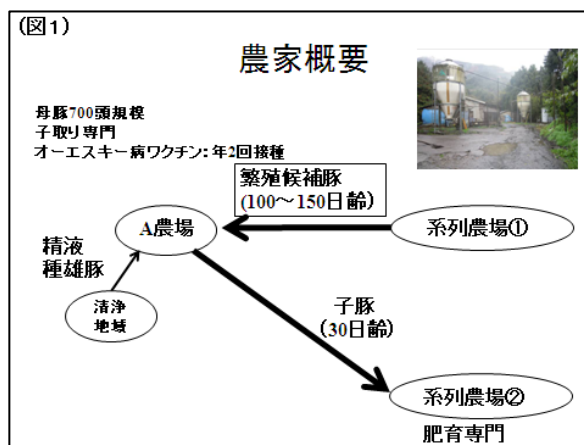 (図1)
農家概要
母豚700頭規模
子取り専門
オーエスキー病ワクチン：年2回接種
繁殖候補豚
(100～150日齢)
A農場
系列農場①
精液
種雄豚
清浄
地域
子豚
(30日齢)
系列農場②
肥育専門